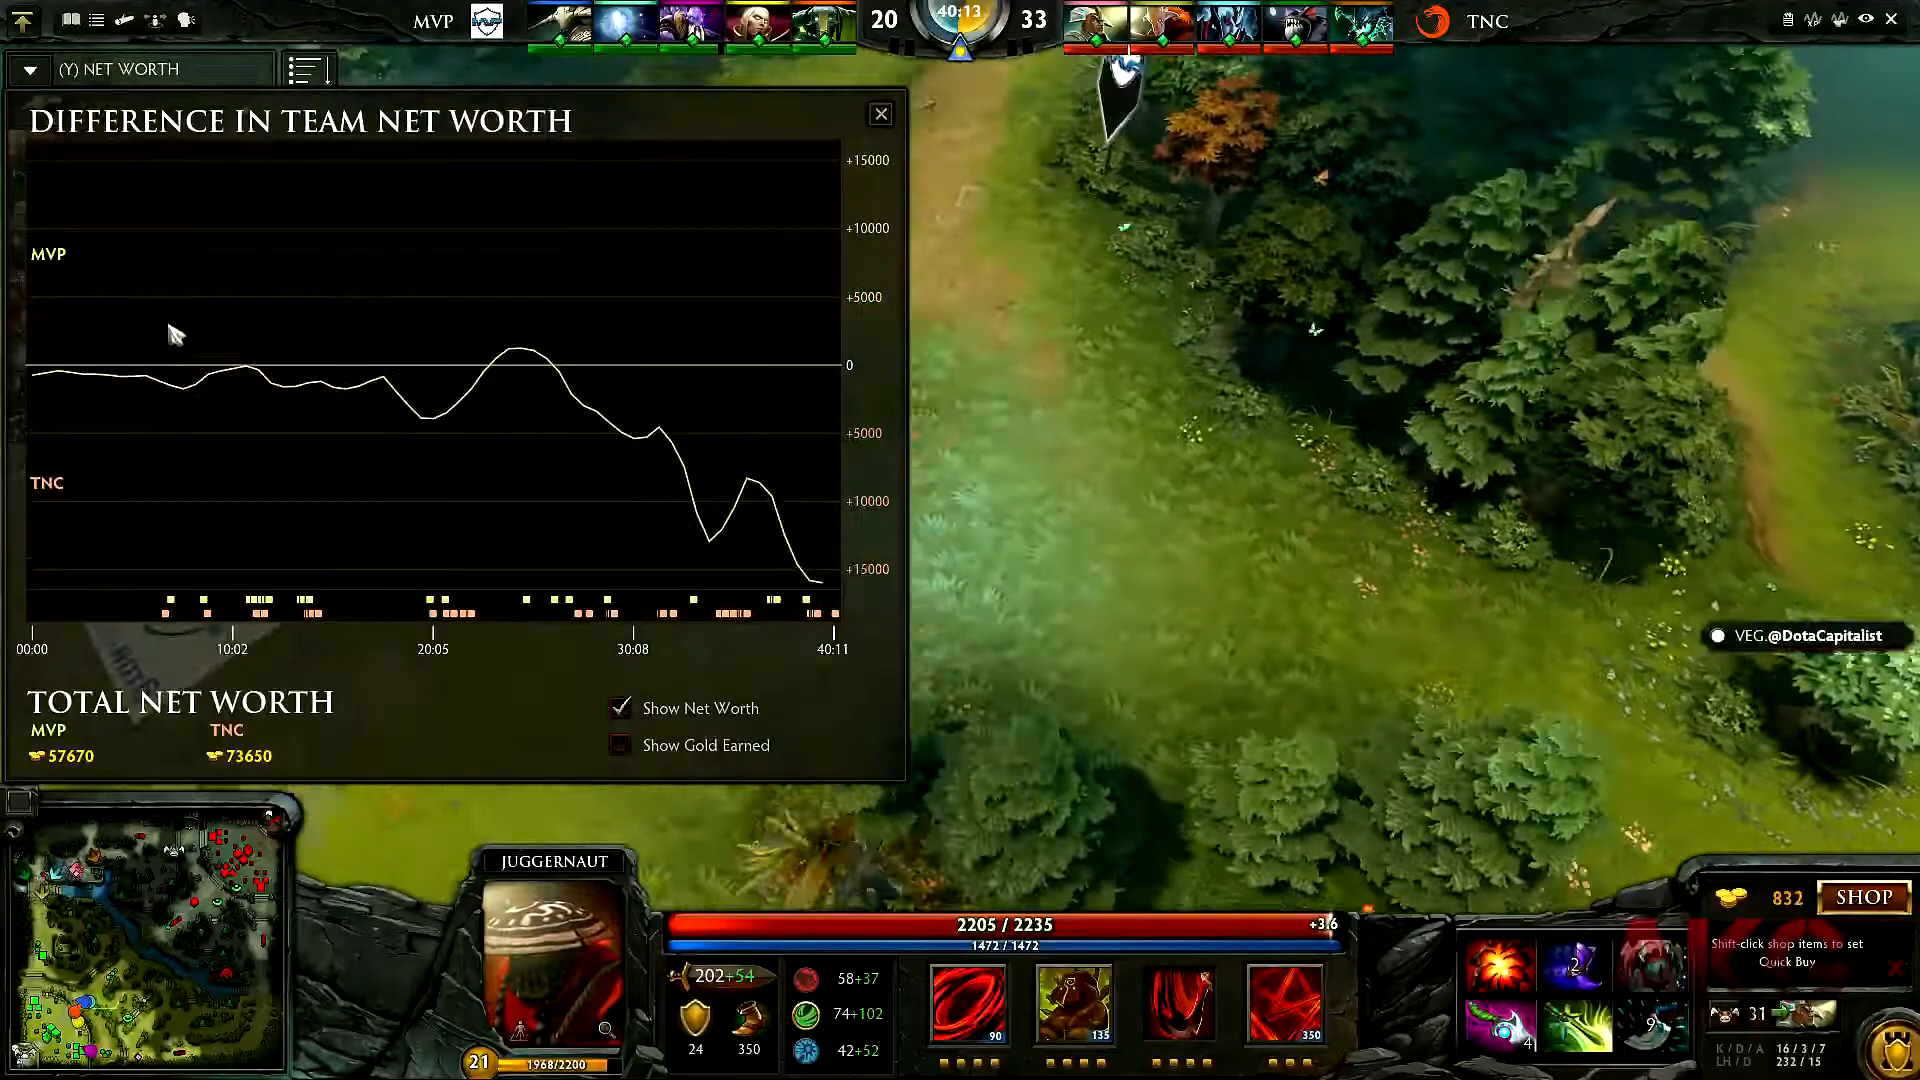 MVP
20
40:13
33
TNC
(Y) NET WORTH
DIFFERENCE IN TEAM NET WORTH
+15000
+10000
MVP
+5000
0
+5000
TNC
+10000
+15000
00:00 10:02 20:05 30:08 40:11
TOTAL NET WORTH
MVP TNC
57670 73650
Show Net Worth
Show Gold Earned
VEG.@DotaCapitalist
JUGGERNAUT
2205 / 2235 +3.6
1472 / 1472
202+54 58+37
74+102
24 350 42+52
90 135 350
21 1968/2200
2
4 9
832 SHOP
Shift-click shop items to set
Quick Buy
31
K / D / A 16 / 3 / 7
LH / D 232 / 15